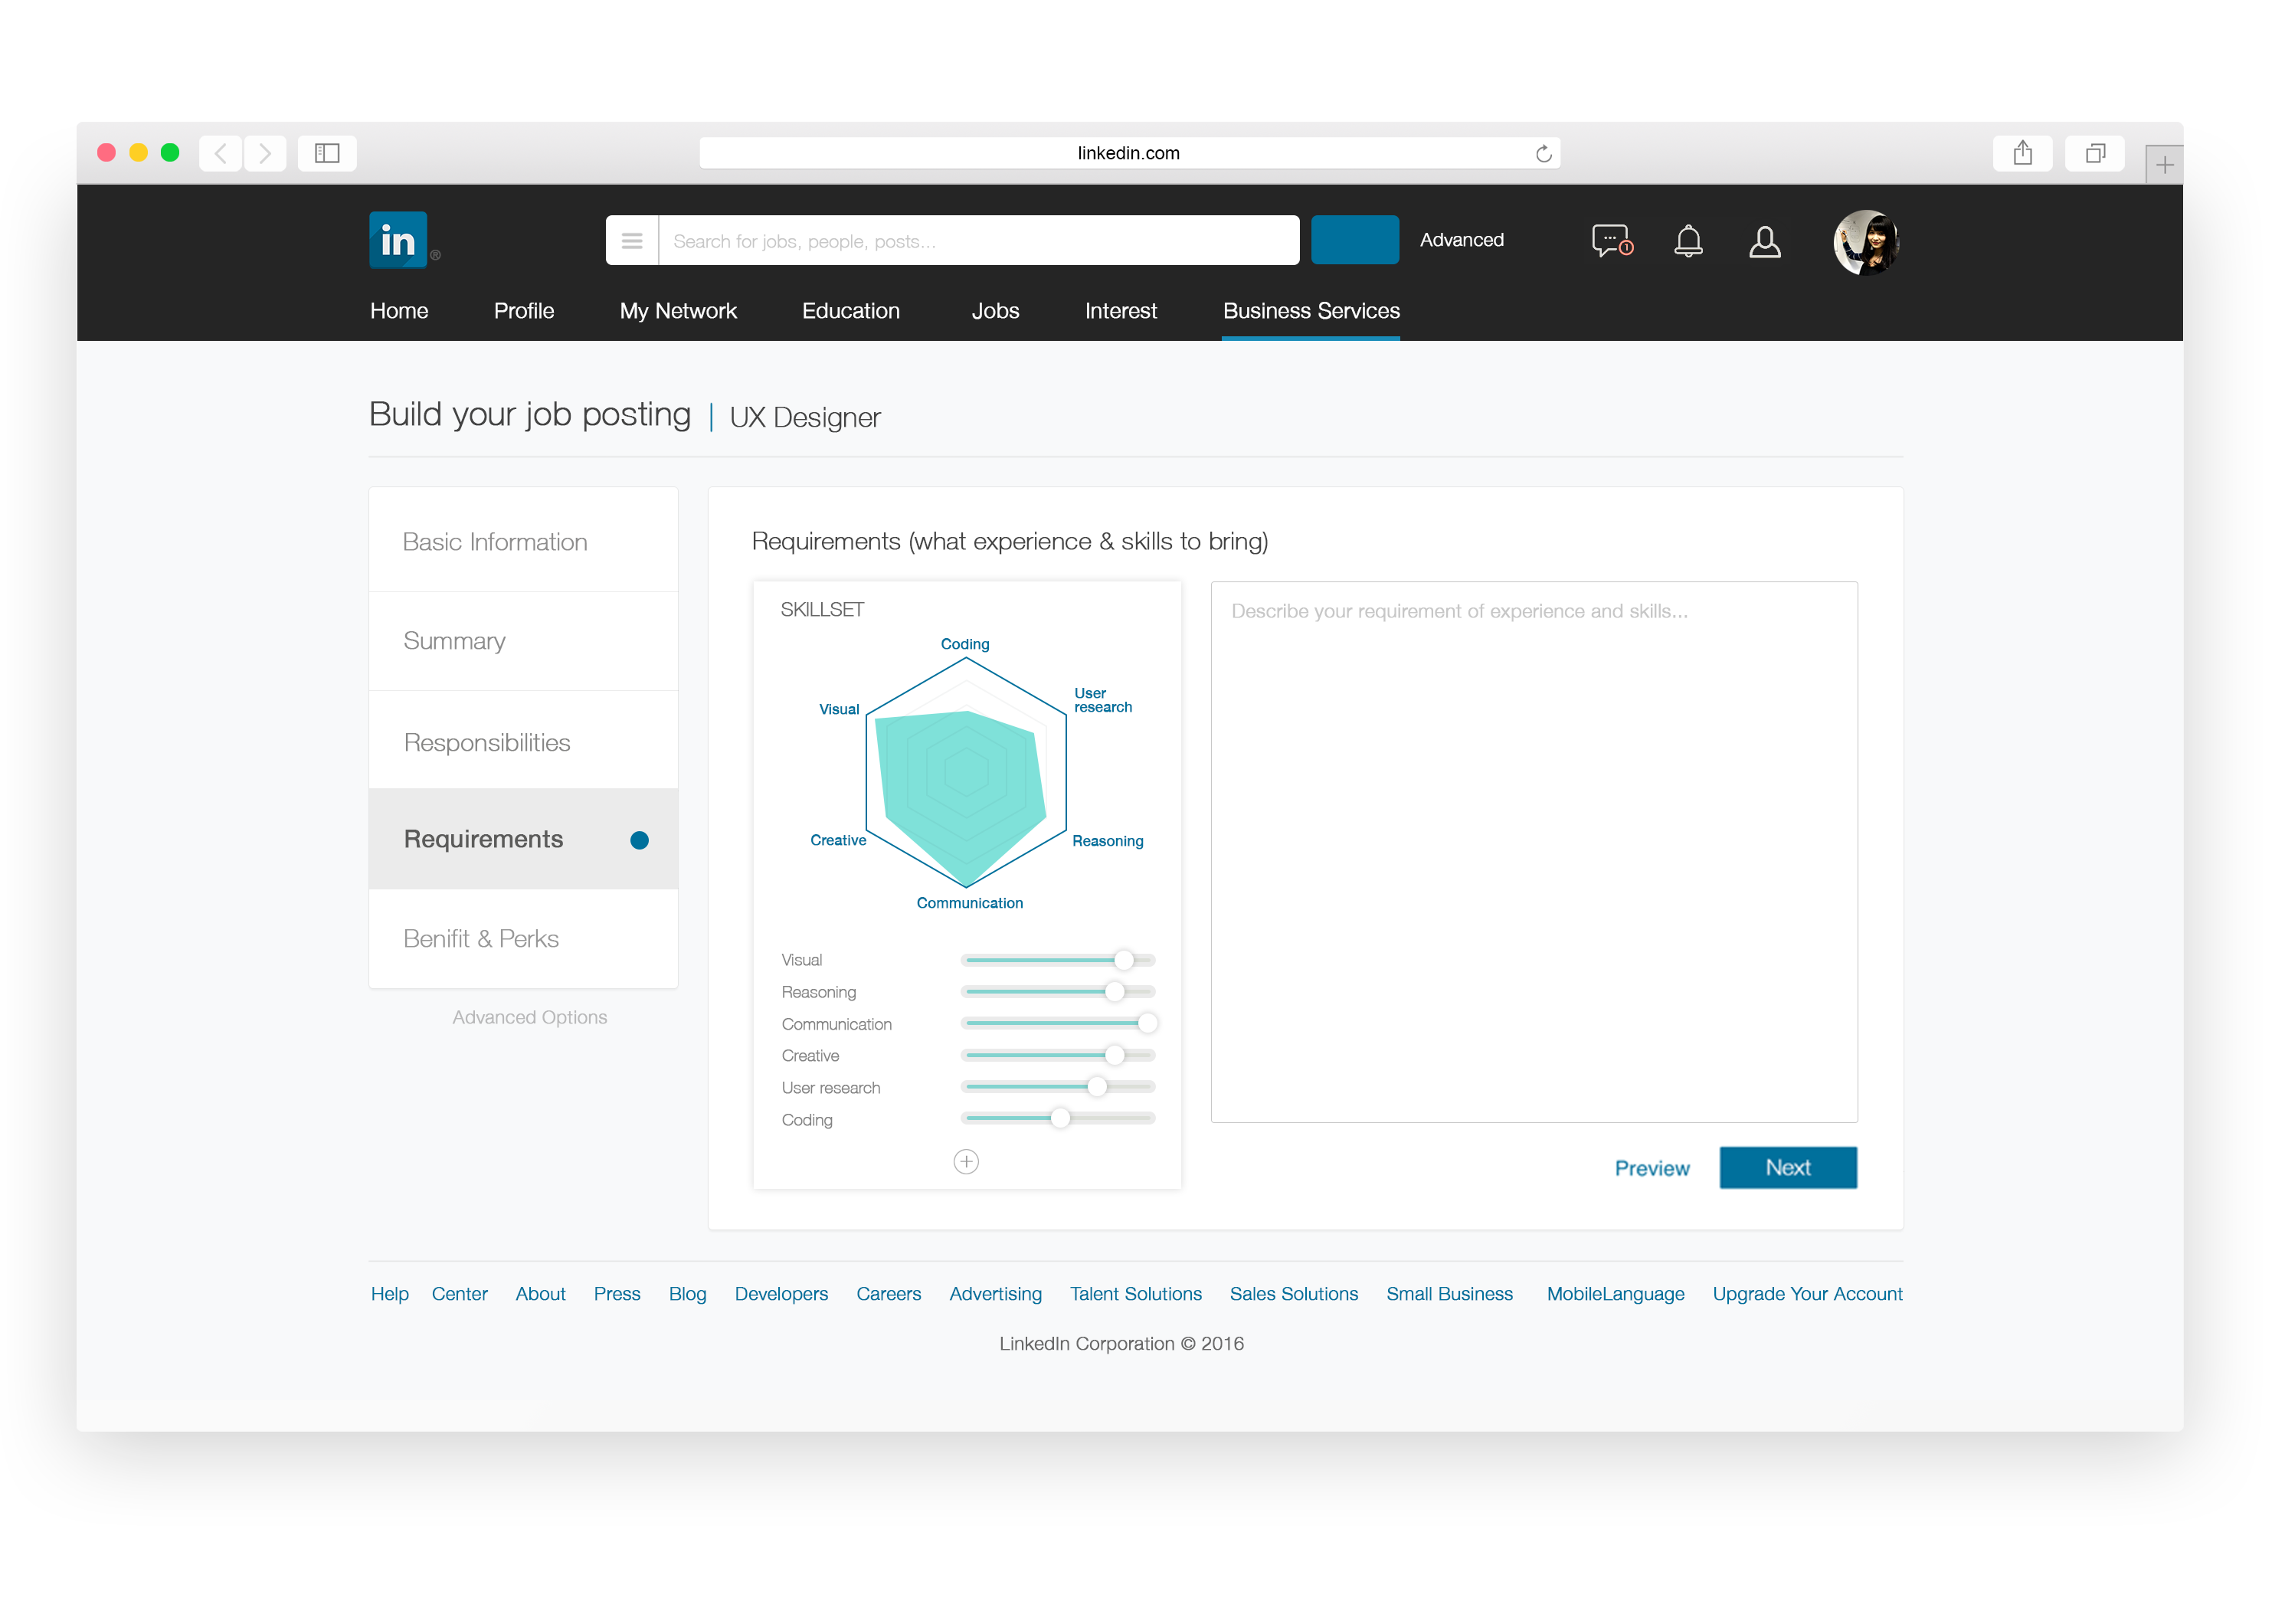 linkedin.com
in ®
Search for jobs, people, posts...
Advanced
1
Home Profile My Network Education Jobs Interest Business Services
Build your job posting | UX Designer
Basic Information
Summary
Responsibilities
Requirements
Benifit & Perks
Advanced Options
Requirements (what experience & skills to bring)
SKILLSET
Coding
User
research
Visual
Creative
Reasoning
Communication
Visual
Reasoning
Communication
Creative
User research
Coding
Describe your requirement of experience and skills...
Preview
Next
Help Center About Press Blog Developers Careers Advertising Talent Solutions Sales Solutions Small Business MobileLanguage Upgrade Your Account
LinkedIn Corporation © 2016